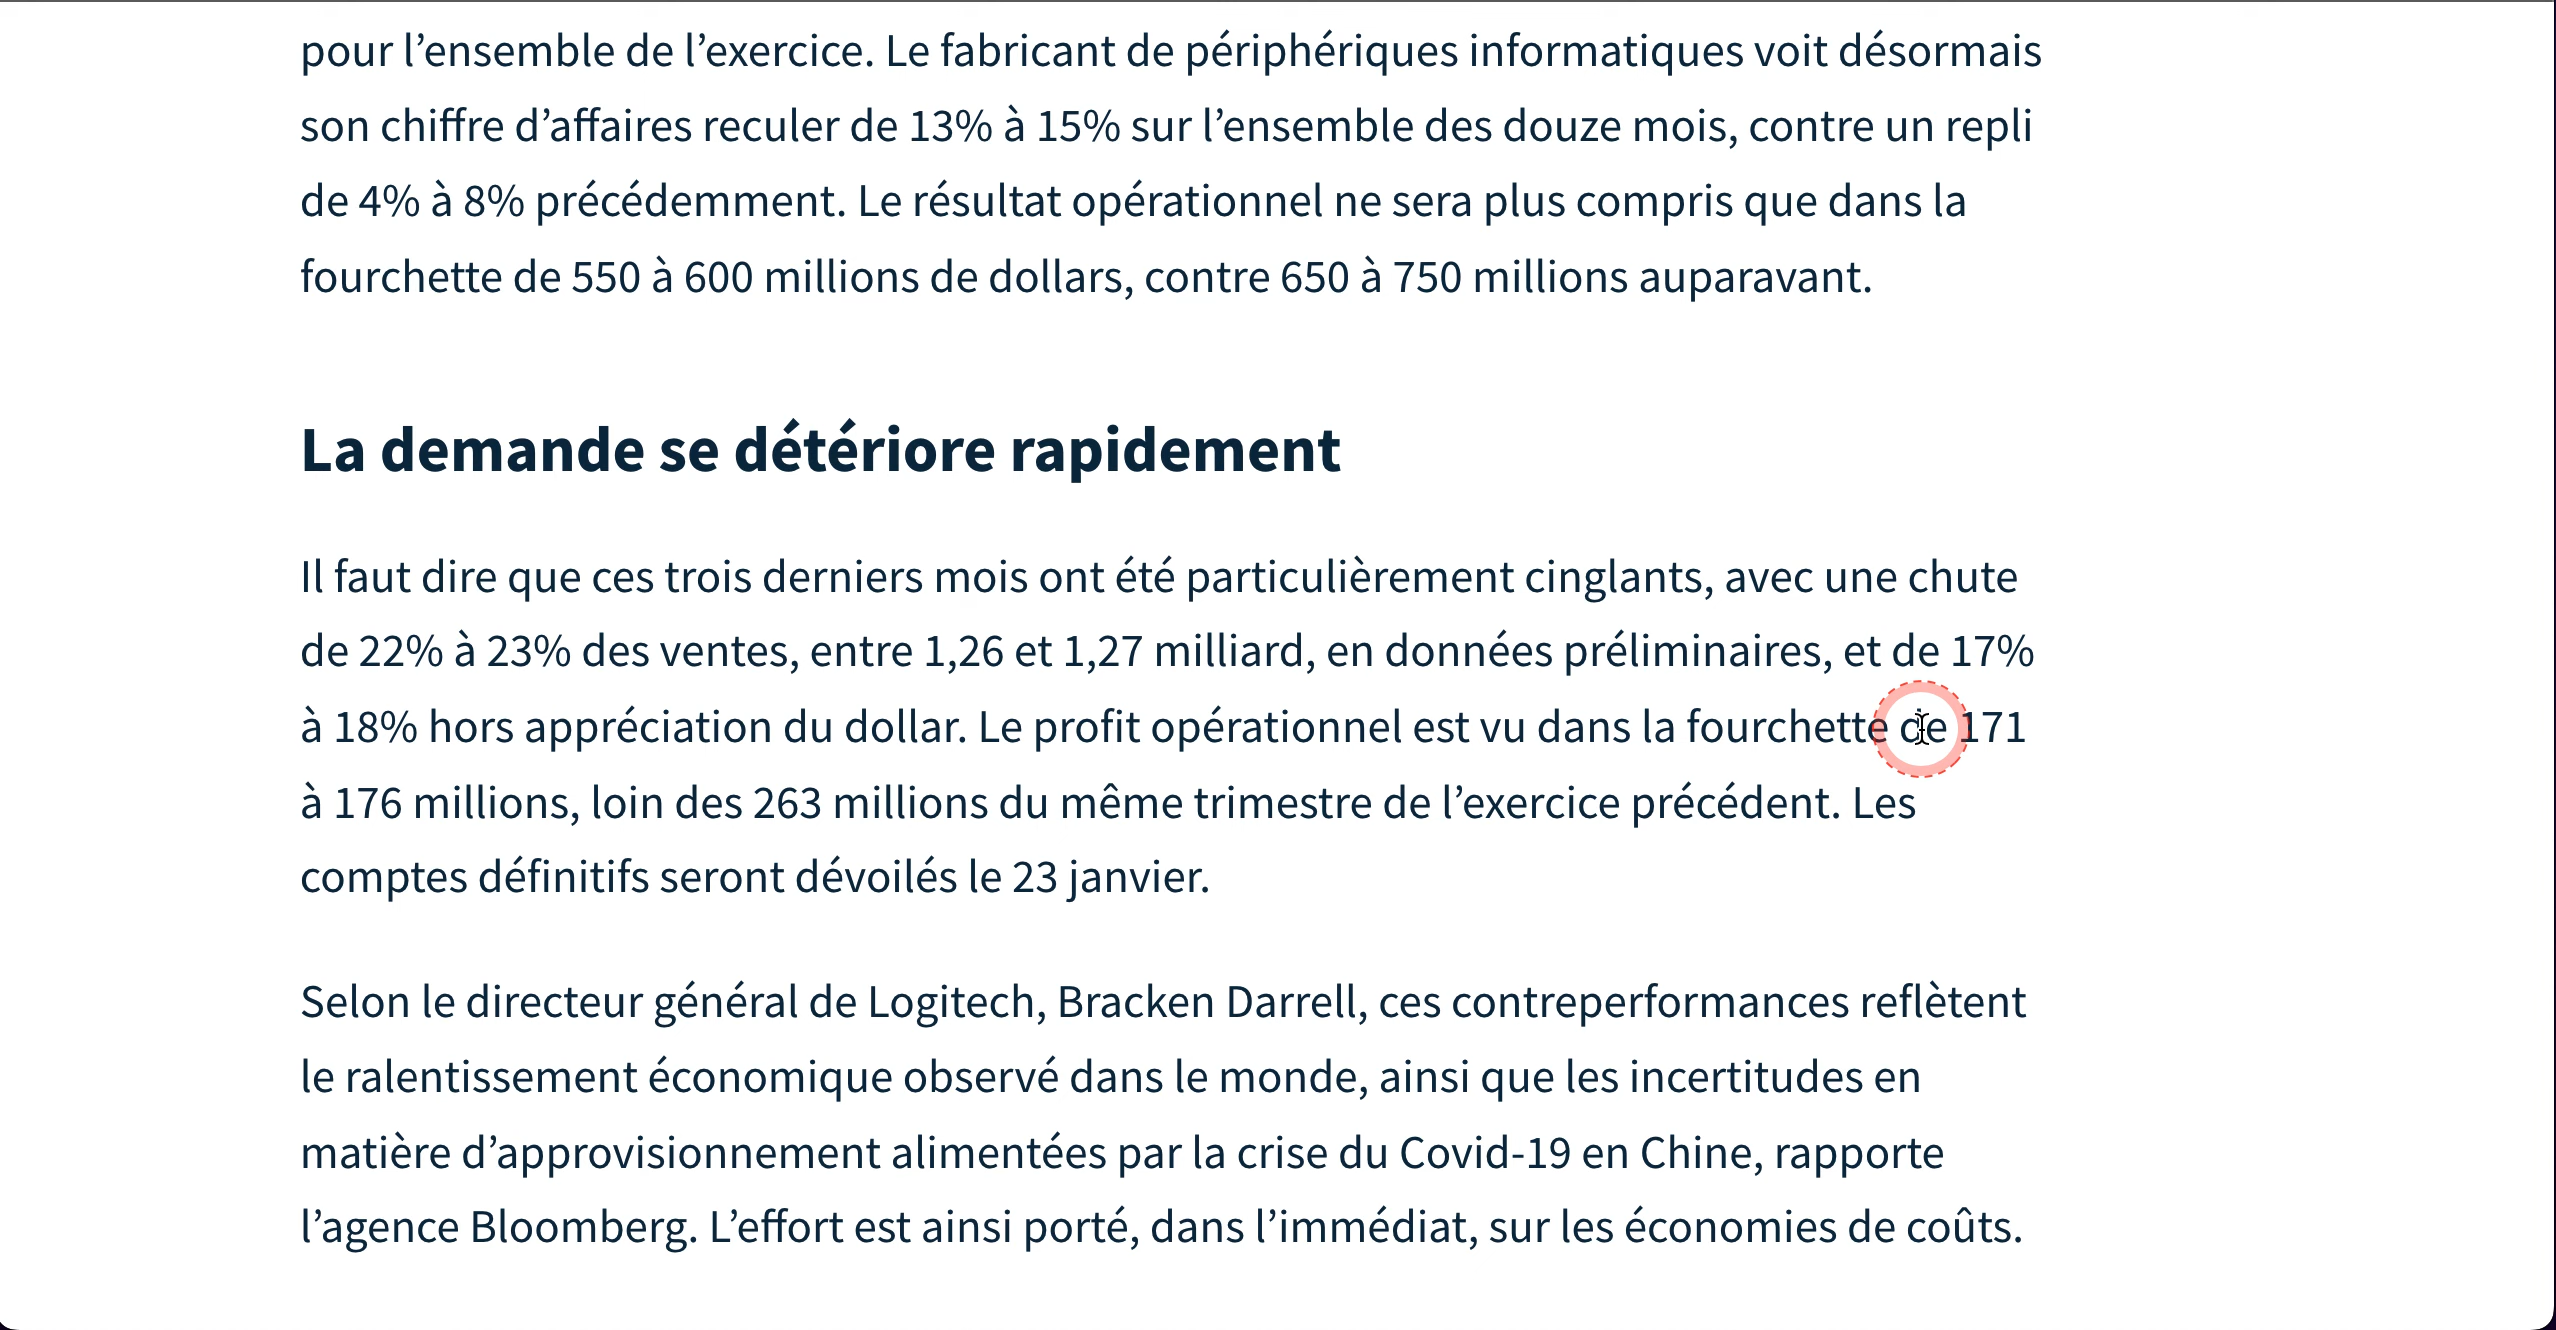 pour l’ensemble de l’exercice. Le fabricant de périphériques informatiques voit désormais
son chiffre d’affaires reculer de 13% à 15% sur l’ensemble des douze mois, contre un repli
de 4% à 8% précédemment. Le résultat opérationnel ne sera plus compris que dans la
fourchette de 550 à 600 millions de dollars, contre 650 à 750 millions auparavant.
La demande se détériore rapidement
Il faut dire que ces trois derniers mois ont été particulièrement cinglants, avec une chute
de 22% à 23% des ventes, entre 1,26 et 1,27 milliard, en données préliminaires, et de 17%
à 18% hors appréciation du dollar. Le profit opérationnel est vu dans la fourchette de 171
à 176 millions, loin des 263 millions du même trimestre de l’exercice précédent. Les
comptes définitifs seront dévoilés le 23 janvier.
Selon le directeur général de Logitech, Bracken Darrell, ces contreperformances reflètent
le ralentissement économique observé dans le monde, ainsi que les incertitudes en
matière d’approvisionnement alimentées par la crise du Covid-19 en Chine, rapporte
l’agence Bloomberg. L’effort est ainsi porté, dans l’immédiat, sur les économies de coûts.